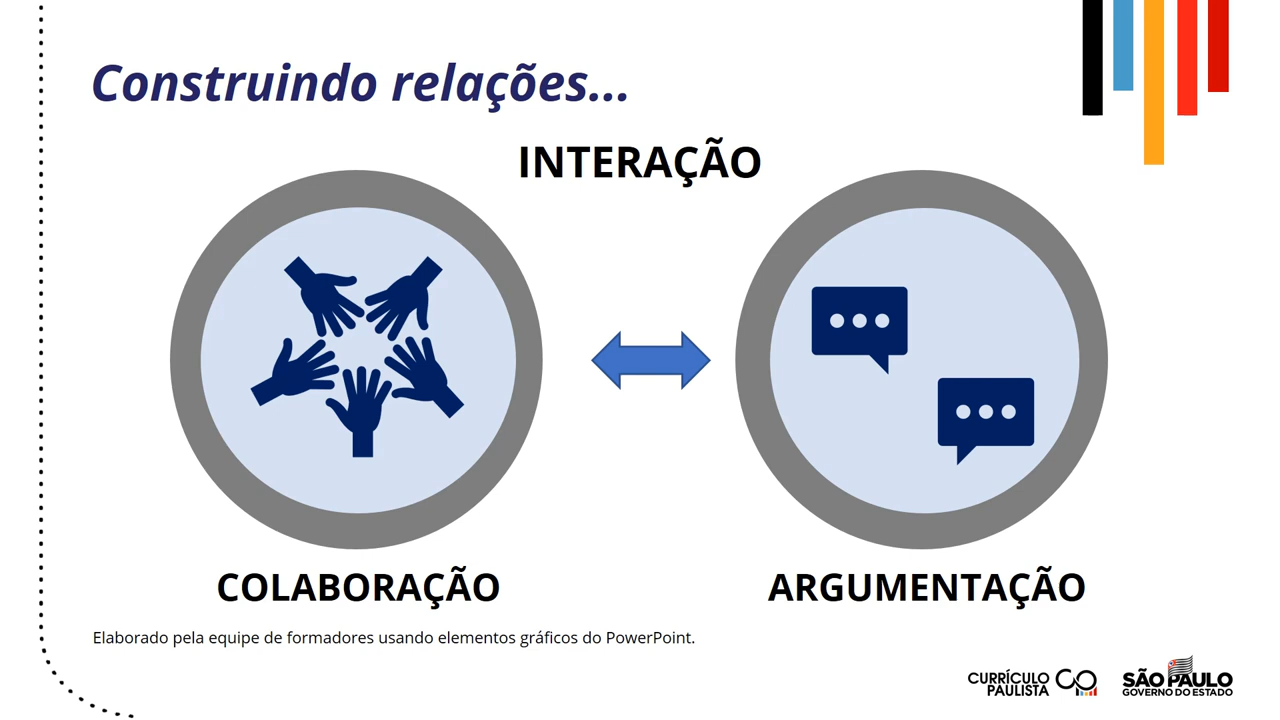 Construindo relações...
INTERAÇÃO
COLABORAÇÃO
ARGUMENTAÇÃO
Elaborado pela equipe de formadores usando elementos gráficos do PowerPoint.
CURRÍCULO
PAULISTA
SÃO PAULO
GOVERNO DO ESTADO